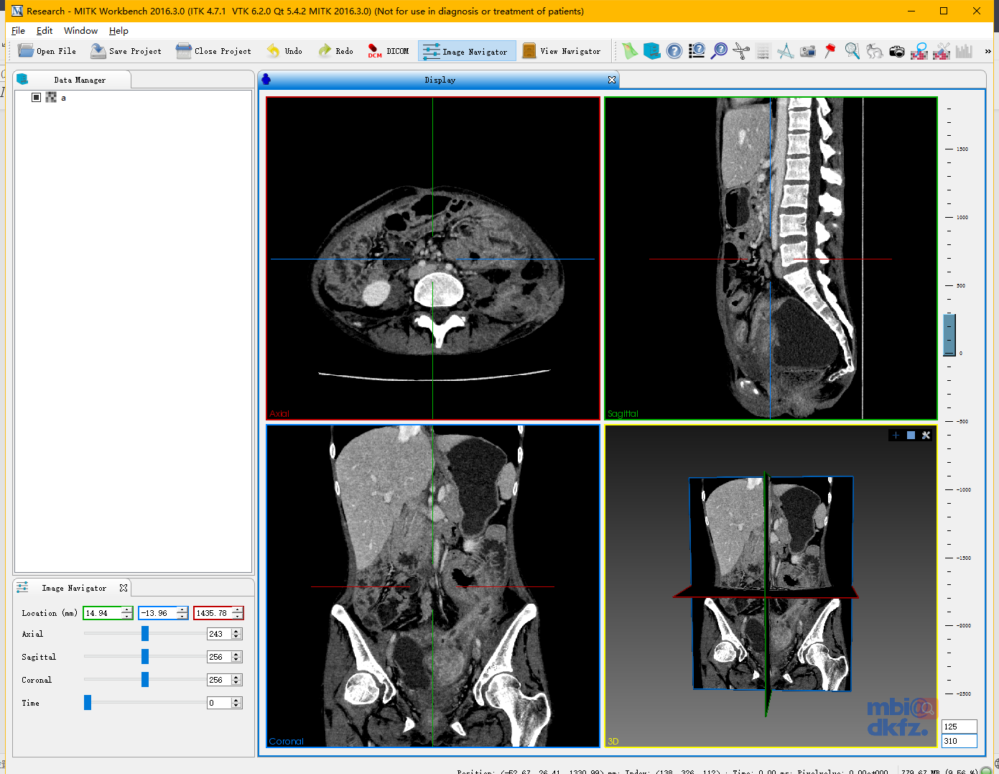 Research - MITK Workbench 2016.3.0 (ITK 4.7.1 VTK 6.2.0 Qt 5.4.2 MITK 2016.3.0) (Not for use in diagnosis or treatment of patients)
File Edit Window Help
Open File Save Project Close Project Undo Redo DCM DICOM Image Navigator View Navigator »
Data Manager
a
Display
Axial
Sagittal
Coronal
3D
1500
1000
500
0
-500
-1000
-1500
-2000
-2500
125
310
mbi
dkfz.
Image Navigator
Location (mm) 14.94 -13.96 1435.78
Axial 243
Sagittal 256
Coronal 256
Time 0
Position: (-52.67, -26.41, 1330.99) mm; Index: (138, 326, 112) ; Time: 0.00 ms; Pixelvalue: 0.00e+000 779.67 MB (9.56 %)